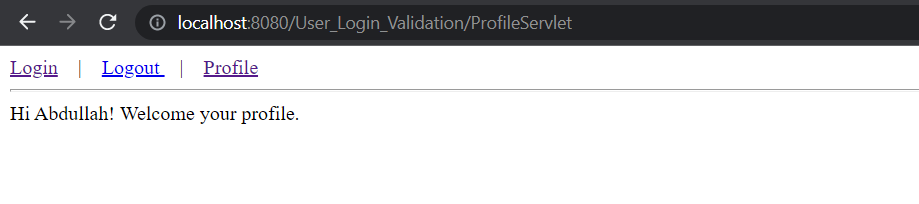 localhost:8080/User_Login_Validation/ProfileServlet
Login | Logout | Profile
Hi Abdullah! Welcome your profile.